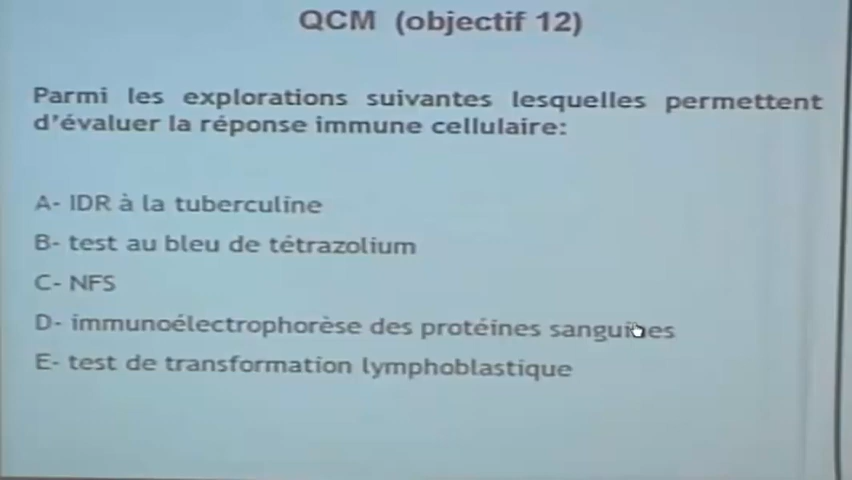 QCM (objectif 12)
Parmi les explorations suivantes lesquelles permettent
d'évaluer la réponse immune cellulaire:
A- IDR à la tuberculine
B- test au bleu de tétrazolium
C- NFS
D- immunoélectrophorèse des protéines sanguines
E- test de transformation lymphoblastique